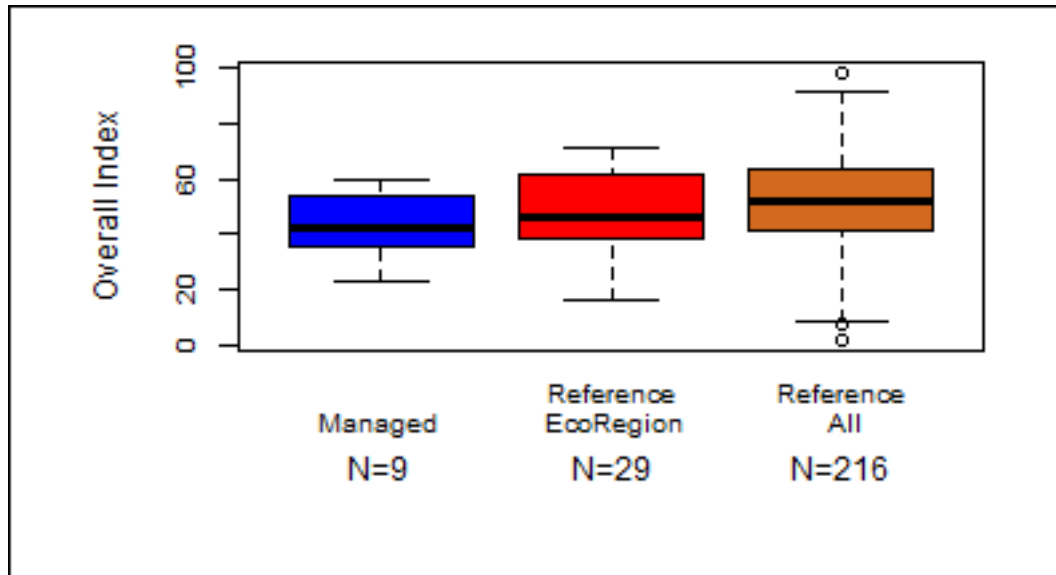 Overall Index
100
60
20
0
Managed
Reference
EcoRegion
Reference
All
N=9
N=29
N=216